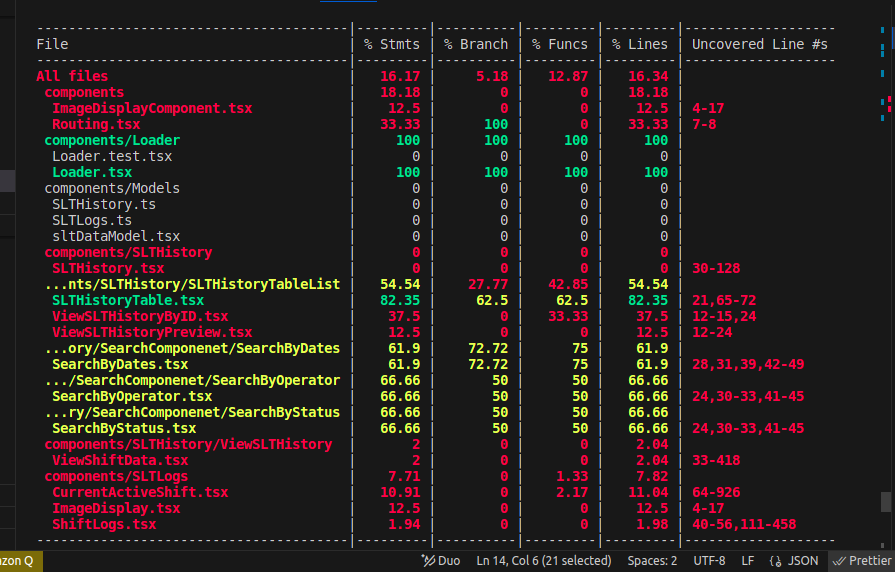 -------------------------------------|---------|----------|---------|---------|-------------------
File | % Stmts | % Branch | % Funcs | % Lines | Uncovered Line #s
-------------------------------------|---------|----------|---------|---------|-------------------
All files | 16.17 | 5.18 | 12.87 | 16.34 |
components | 18.18 | 0 | 0 | 18.18 |
ImageDisplayComponent.tsx | 12.5 | 0 | 0 | 12.5 | 4-17
Routing.tsx | 33.33 | 100 | 0 | 33.33 | 7-8
components/Loader | 100 | 100 | 100 | 100 |
Loader.test.tsx | 0 | 0 | 0 | 0 |
Loader.tsx | 100 | 100 | 100 | 100 |
components/Models | 0 | 0 | 0 | 0 |
SLTHistory.ts | 0 | 0 | 0 | 0 |
SLTLogs.ts | 0 | 0 | 0 | 0 |
sltDataModel.tsx | 0 | 0 | 0 | 0 |
components/SLTHistory | 0 | 0 | 0 | 0 |
SLTHistory.tsx | 0 | 0 | 0 | 0 | 30-128
...nts/SLTHistory/SLTHistoryTableList | 54.54 | 27.77 | 42.85 | 54.54 |
SLTHistoryTable.tsx | 82.35 | 62.5 | 62.5 | 82.35 | 21,65-72
ViewSLTHistoryByID.tsx | 37.5 | 0 | 33.33 | 37.5 | 12-15,24
ViewSLTHistoryPreview.tsx | 12.5 | 0 | 0 | 12.5 | 12-24
...ory/SearchComponenet/SearchByDates | 61.9 | 72.72 | 75 | 61.9 |
SearchByDates.tsx | 61.9 | 72.72 | 75 | 61.9 | 28,31,39,42-49
.../SearchComponenet/SearchByOperator | 66.66 | 50 | 50 | 66.66 |
SearchByOperator.tsx | 66.66 | 50 | 50 | 66.66 | 24,30-33,41-45
...ry/SearchComponenet/SearchByStatus | 66.66 | 50 | 50 | 66.66 |
SearchByStatus.tsx | 66.66 | 50 | 50 | 66.66 | 24,30-33,41-45
components/SLTHistory/ViewSLTHistory | 2 | 0 | 0 | 2.04 |
ViewShiftData.tsx | 2 | 0 | 0 | 2.04 | 33-418
components/SLTLogs | 7.71 | 0 | 1.33 | 7.82 |
CurrentActiveShift.tsx | 10.91 | 0 | 2.17 | 11.04 | 64-926
ImageDisplay.tsx | 12.5 | 0 | 0 | 12.5 | 4-17
ShiftLogs.tsx | 1.94 | 0 | 0 | 1.98 | 40-56,111-458
-------------------------------------|---------|----------|---------|---------|-------------------
zon Q Duo Ln 14, Col 6 (21 selected) Spaces: 2 UTF-8 LF JSON Prettier